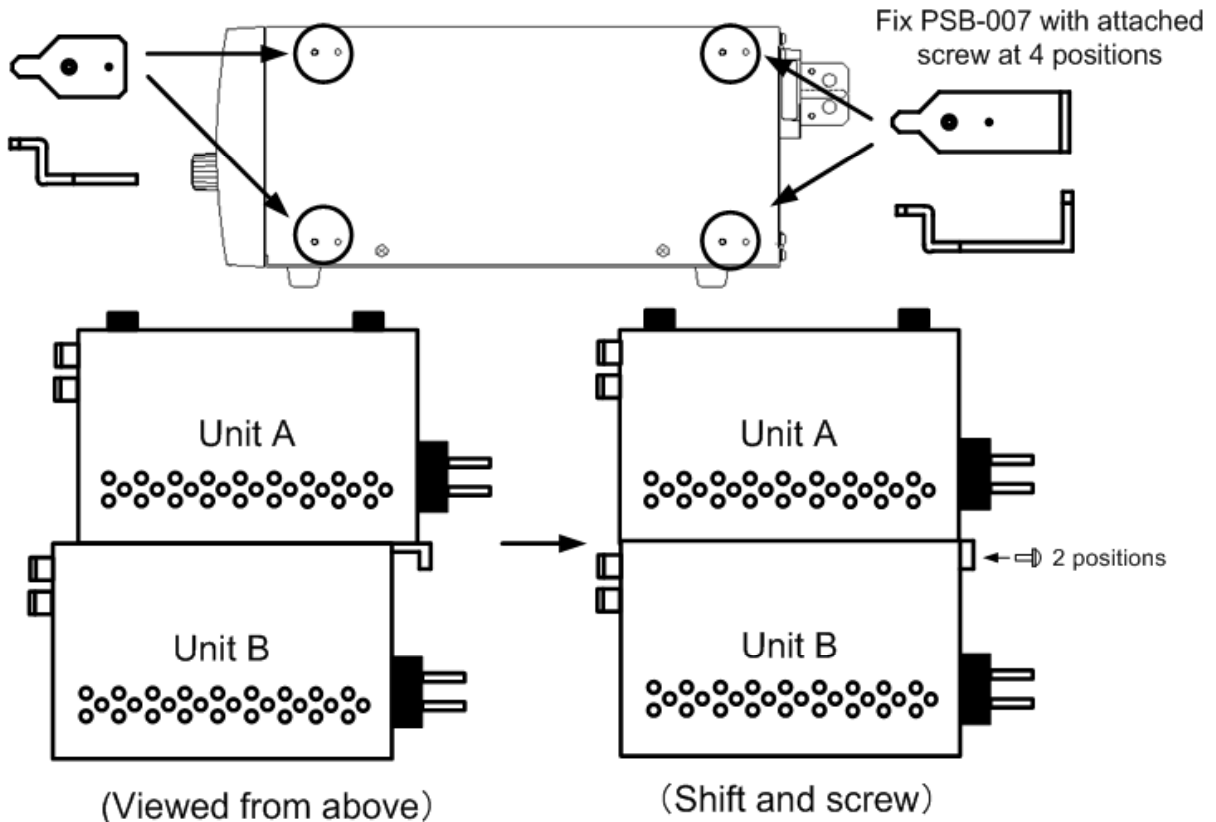 Fix PSB-007 with attached
screw at 4 positions
Unit A
Unit A
2 positions
Unit B
Unit B
(Viewed from above）
（Shift and screw）